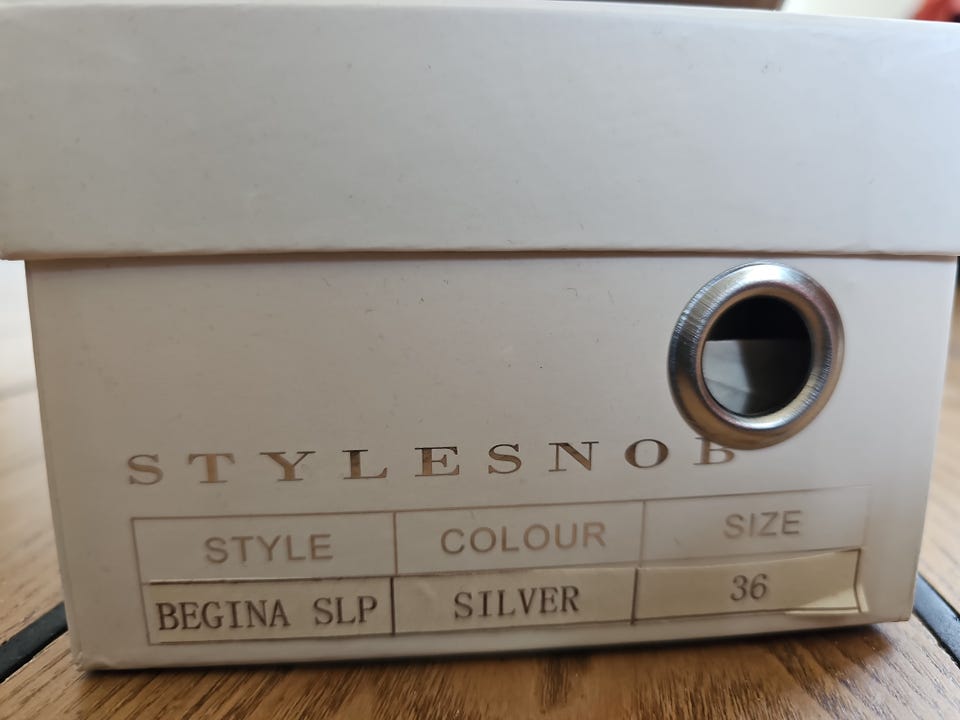 STYLESNOB
STYLE COLOUR SIZE
BEGINA SLP SILVER 36